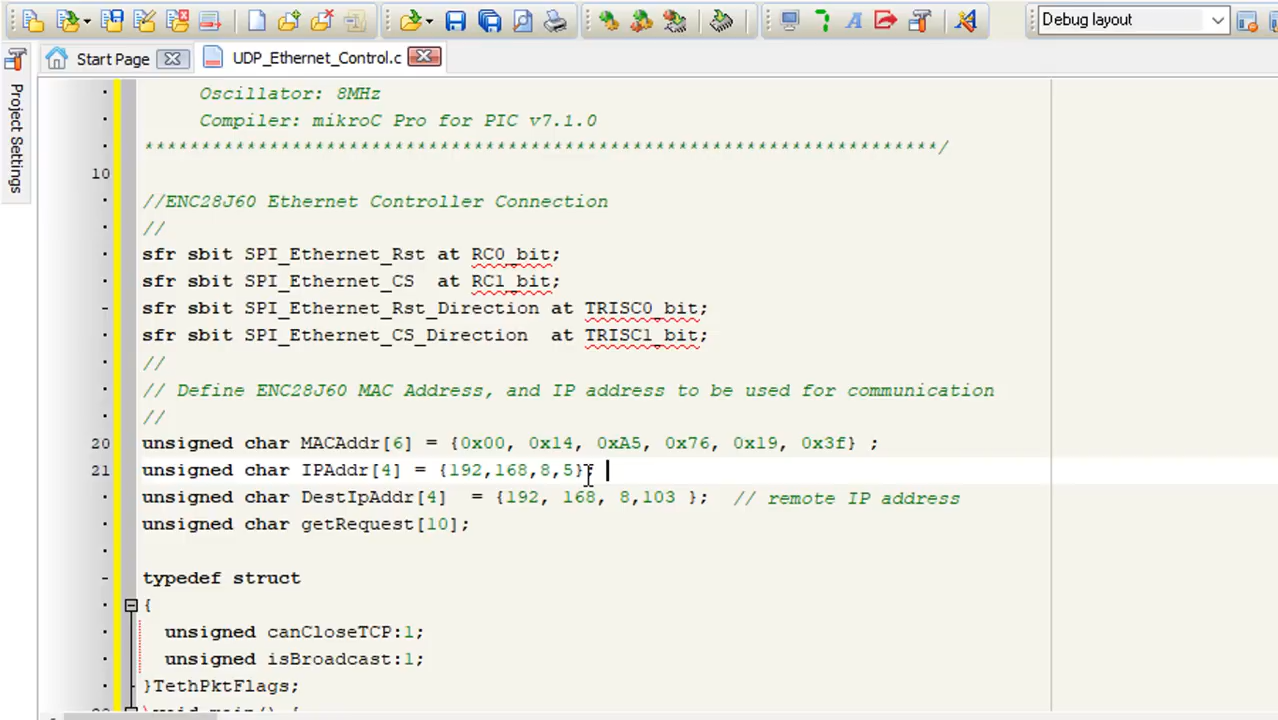 Debug layout
Start Page
UDP_Ethernet_Control.c
Project Settings
Oscillator: 8MHz
Compiler: mikroC Pro for PIC v7.1.0
**********************************************************************/
10
//ENC28J60 Ethernet Controller Connection
//
sfr sbit SPI_Ethernet_Rst at RC0_bit;
sfr sbit SPI_Ethernet_CS  at RC1_bit;
sfr sbit SPI_Ethernet_Rst_Direction at TRISC0_bit;
sfr sbit SPI_Ethernet_CS_Direction  at TRISC1_bit;
//
// Define ENC28J60 MAC Address, and IP address to be used for communication
//
20 unsigned char MACAddr[6] = {0x00, 0x14, 0xA5, 0x76, 0x19, 0x3f} ;
21 unsigned char IPAddr[4] = {192,168,8,5};
unsigned char DestIpAddr[4]  = {192, 168, 8,103 };  // remote IP address
unsigned char getRequest[10];
typedef struct
{
unsigned canCloseTCP:1;
unsigned isBroadcast:1;
}TethPktFlags;
void main() {